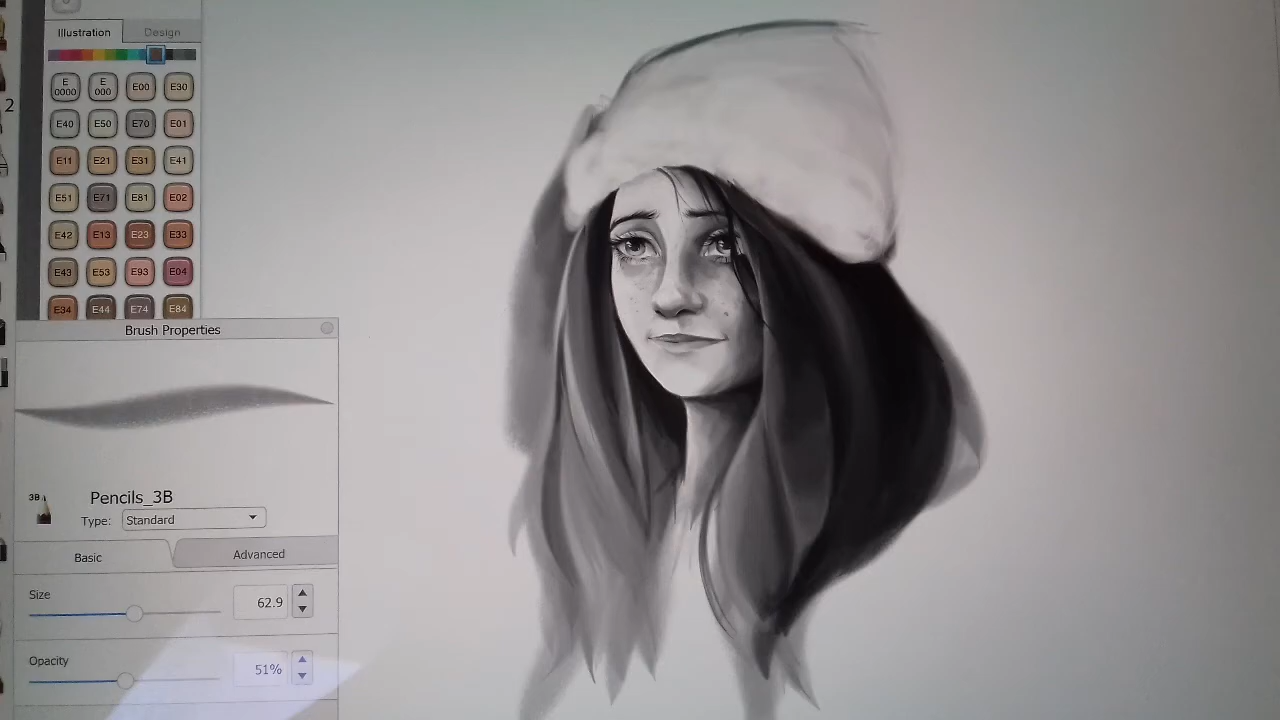 Illustration Design
E 0000 E 000 E00 E30
E40 E50 E70 E01
2
E11 E21 E31 E41
E51 E71 E81 E02
E42 E13 E23 E33
E43 E53 E93 E04
E34 E44 E74 E84
Brush Properties
3B
Pencils_3B
Type: Standard
Basic Advanced
Size 62.9
Opacity 51%